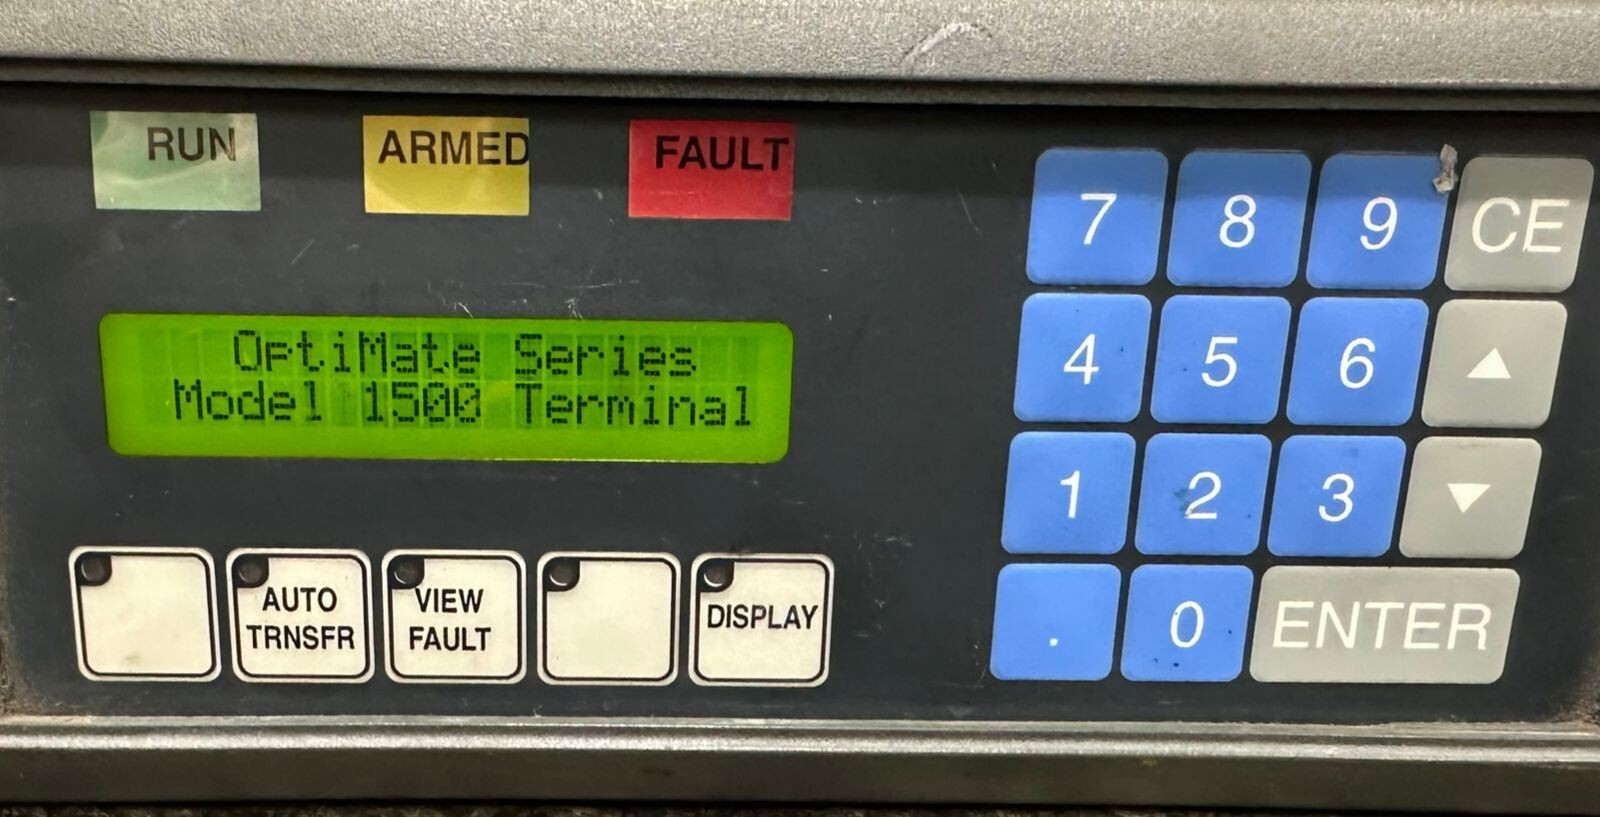 RUN ARMED FAULT
OptiMate Series
Model 1500 Terminal
AUTO
TRNSFR
VIEW
FAULT
DISPLAY
7 8 9 CE
4 5 6 ▲
1 2 3 ▼
. 0 ENTER